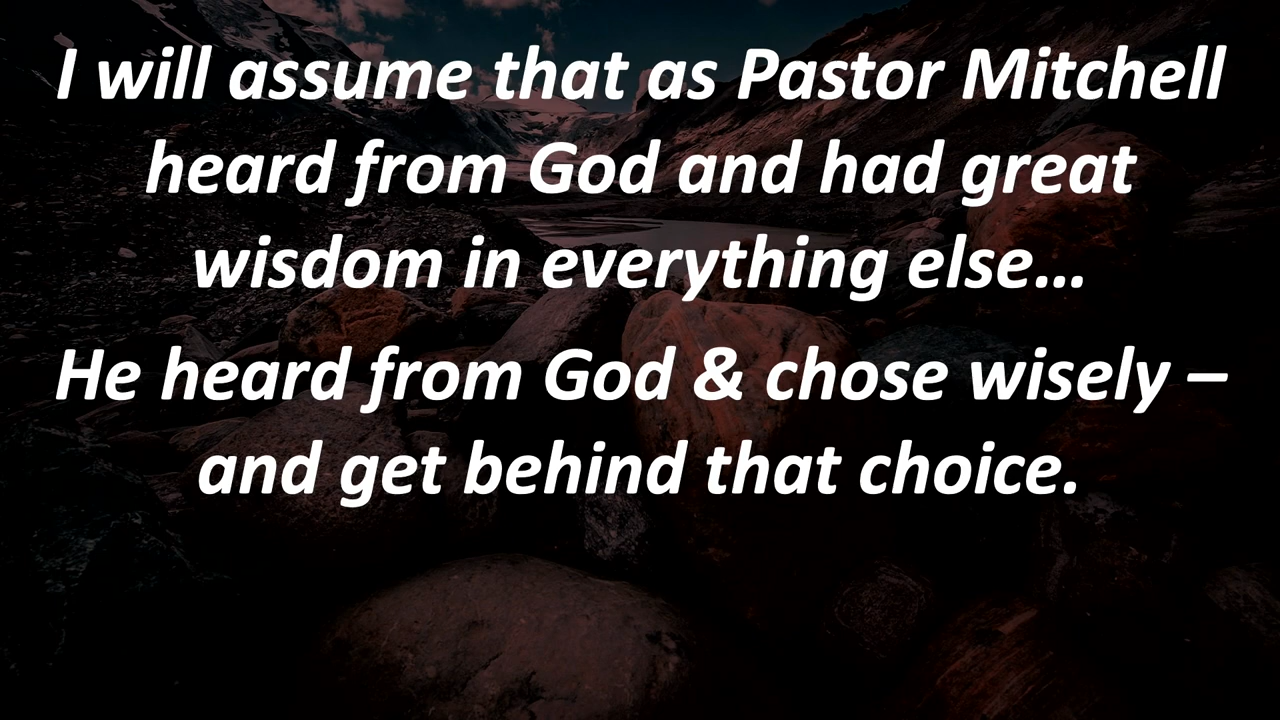 I will assume that as Pastor Mitchell
heard from God and had great
wisdom in everything else…
He heard from God & chose wisely –
and get behind that choice.